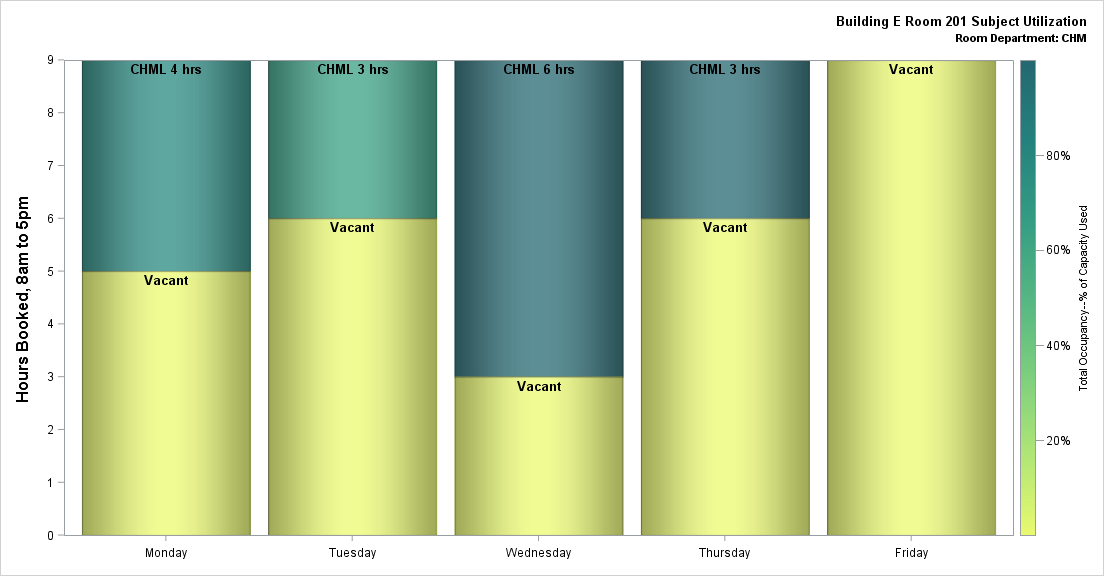 Building E Room 201 Subject Utilization
Room Department: CHM
Hours Booked, 8am to 5pm
9
8
7
6
5
4
3
2
1
0
CHML 4 hrs
Vacant
CHML 3 hrs
Vacant
CHML 6 hrs
Vacant
CHML 3 hrs
Vacant
Vacant
Monday
Tuesday
Wednesday
Thursday
Friday
80%
60%
40%
20%
Total Occupancy--% of Capacity Used